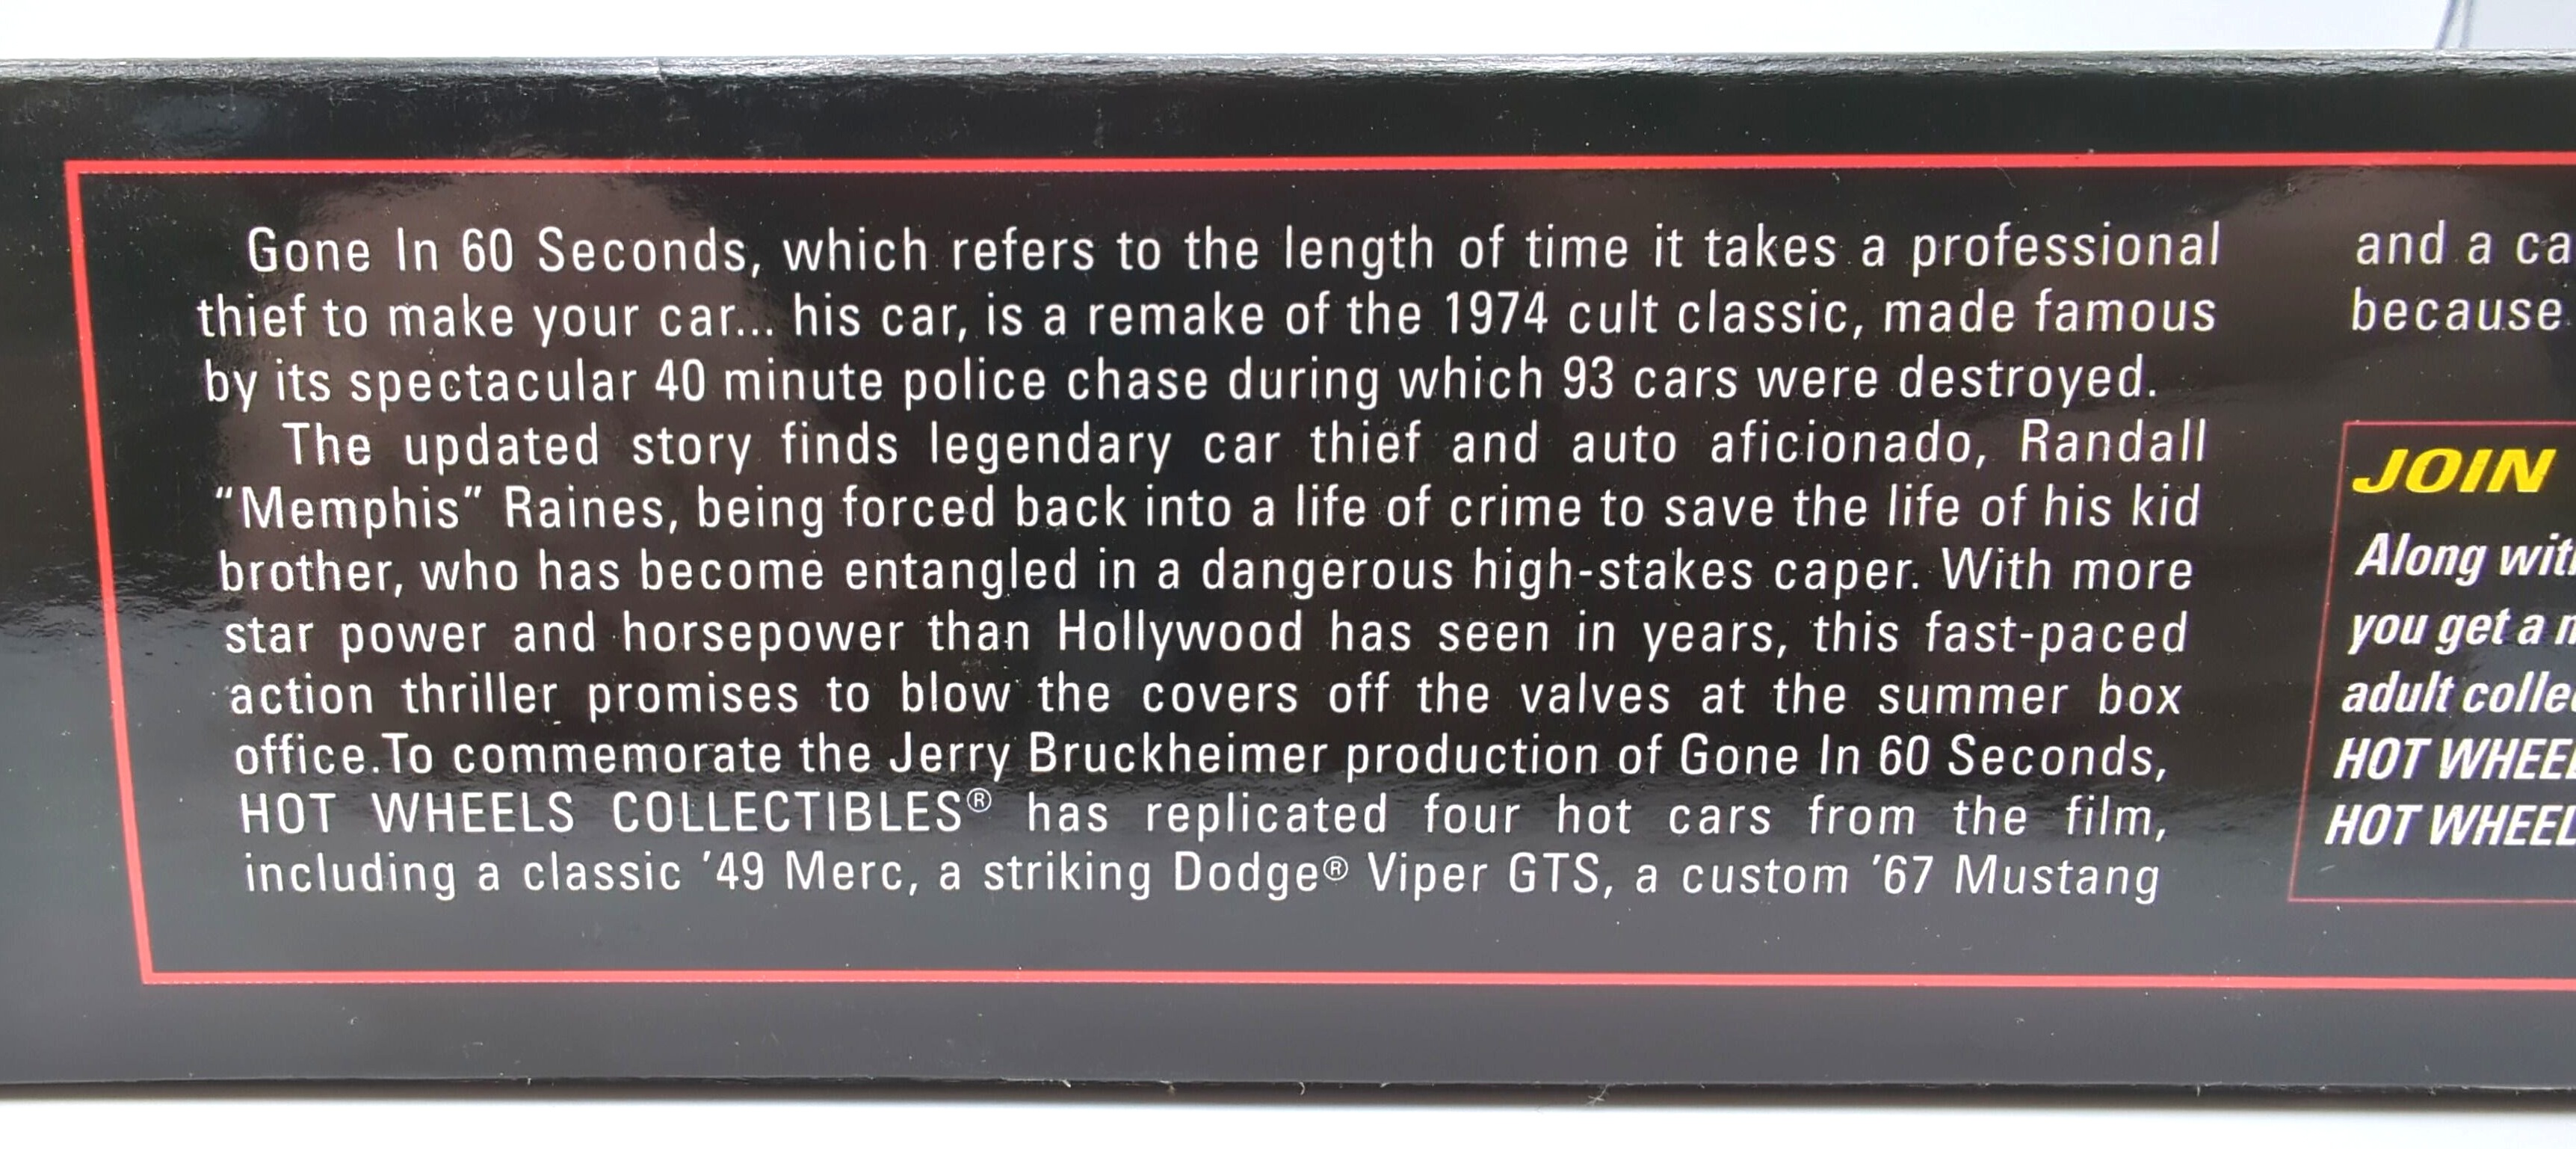 Gone In 60 Seconds, which refers to the length of time it takes a professional
thief to make your car... his car, is a remake of the 1974 cult classic, made famous
by its spectacular 40 minute police chase during which 93 cars were destroyed.
The updated story finds legendary car thief and auto aficionado, Randall
“Memphis” Raines, being forced back into a life of crime to save the life of his kid
brother, who has become entangled in a dangerous high-stakes caper. With more
star power and horsepower than Hollywood has seen in years, this fast-paced
action thriller promises to blow the covers off the valves at the summer box
office.To commemorate the Jerry Bruckheimer production of Gone In 60 Seconds,
HOT WHEELS COLLECTIBLES® has replicated four hot cars from the film,
including a classic ’49 Merc, a striking Dodge® Viper GTS, a custom ’67 Mustang
and a
because
JOIN
Along
you get a
adult
HOT
HOT